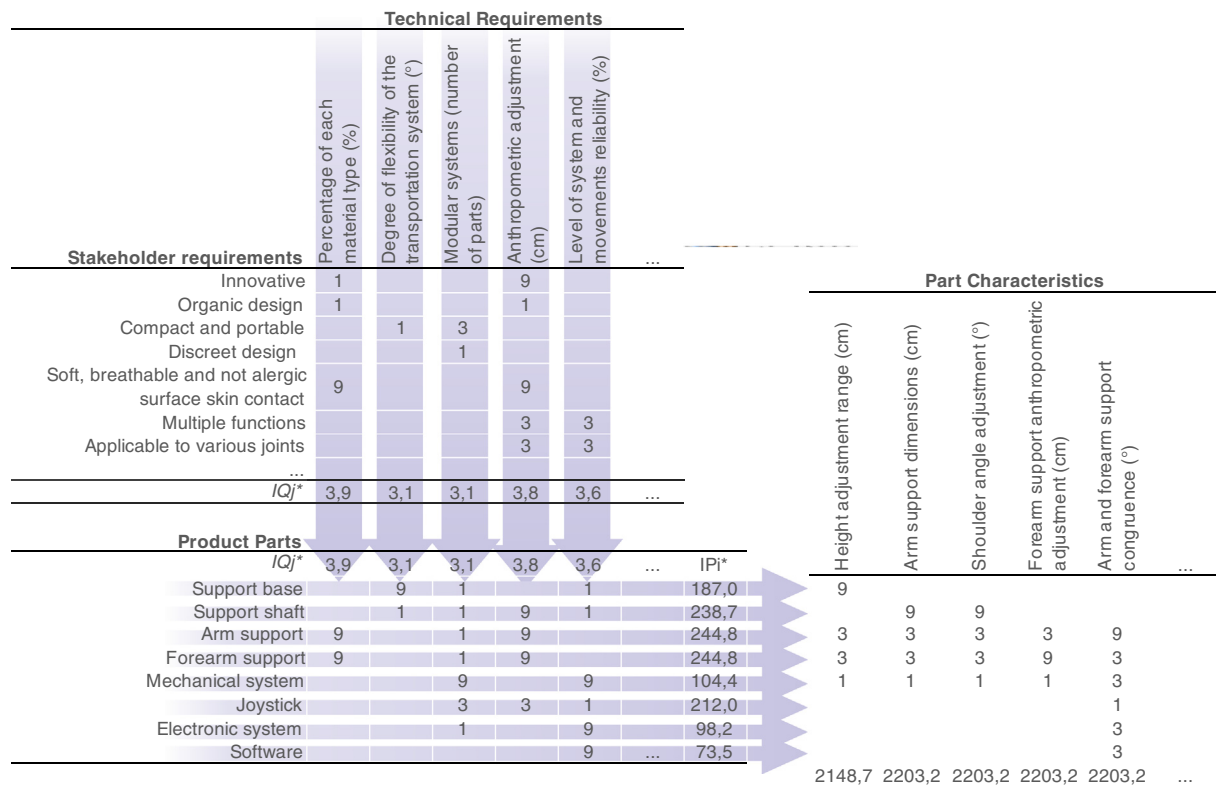 Technical Requirements
Percentage of each
material type (%)
Degree of flexibility of the
transportation system (°)
Modular systems (number
of parts)
Anthropometric adjustment
(cm)
Level of system and
movements reliability (%)
Stakeholder requirements ...
Innovative 1 9
Organic design 1 1
Compact and portable 1 3
Discreet design 1
Soft, breathable and not alergic
surface skin contact 9 9
Multiple functions 3 3
Applicable to various joints 3 3
...
IQj* 3,9 3,1 3,1 3,8 3,6 ...
Product Parts
IQj* 3,9 3,1 3,1 3,8 3,6 ... IPi*
Support base 9 1 1 187,0
Support shaft 1 1 9 1 238,7
Arm support 9 1 9 244,8
Forearm support 9 1 9 244,8
Mechanical system 9 9 104,4
Joystick 3 3 1 212,0
Electronic system 1 9 98,2
Software 9 ... 73,5
Part Characteristics
Height adjustment range (cm)
Arm support dimensions (cm)
Shoulder angle adjustment (°)
Forearm support anthropometric
adjustment (cm)
Arm and forearm support
congruence (°)
...
9
9 9
3 3 3 3 9
3 3 3 9 3
1 1 1 1 3
1
3
3
2148,7 2203,2 2203,2 2203,2 2203,2 ...